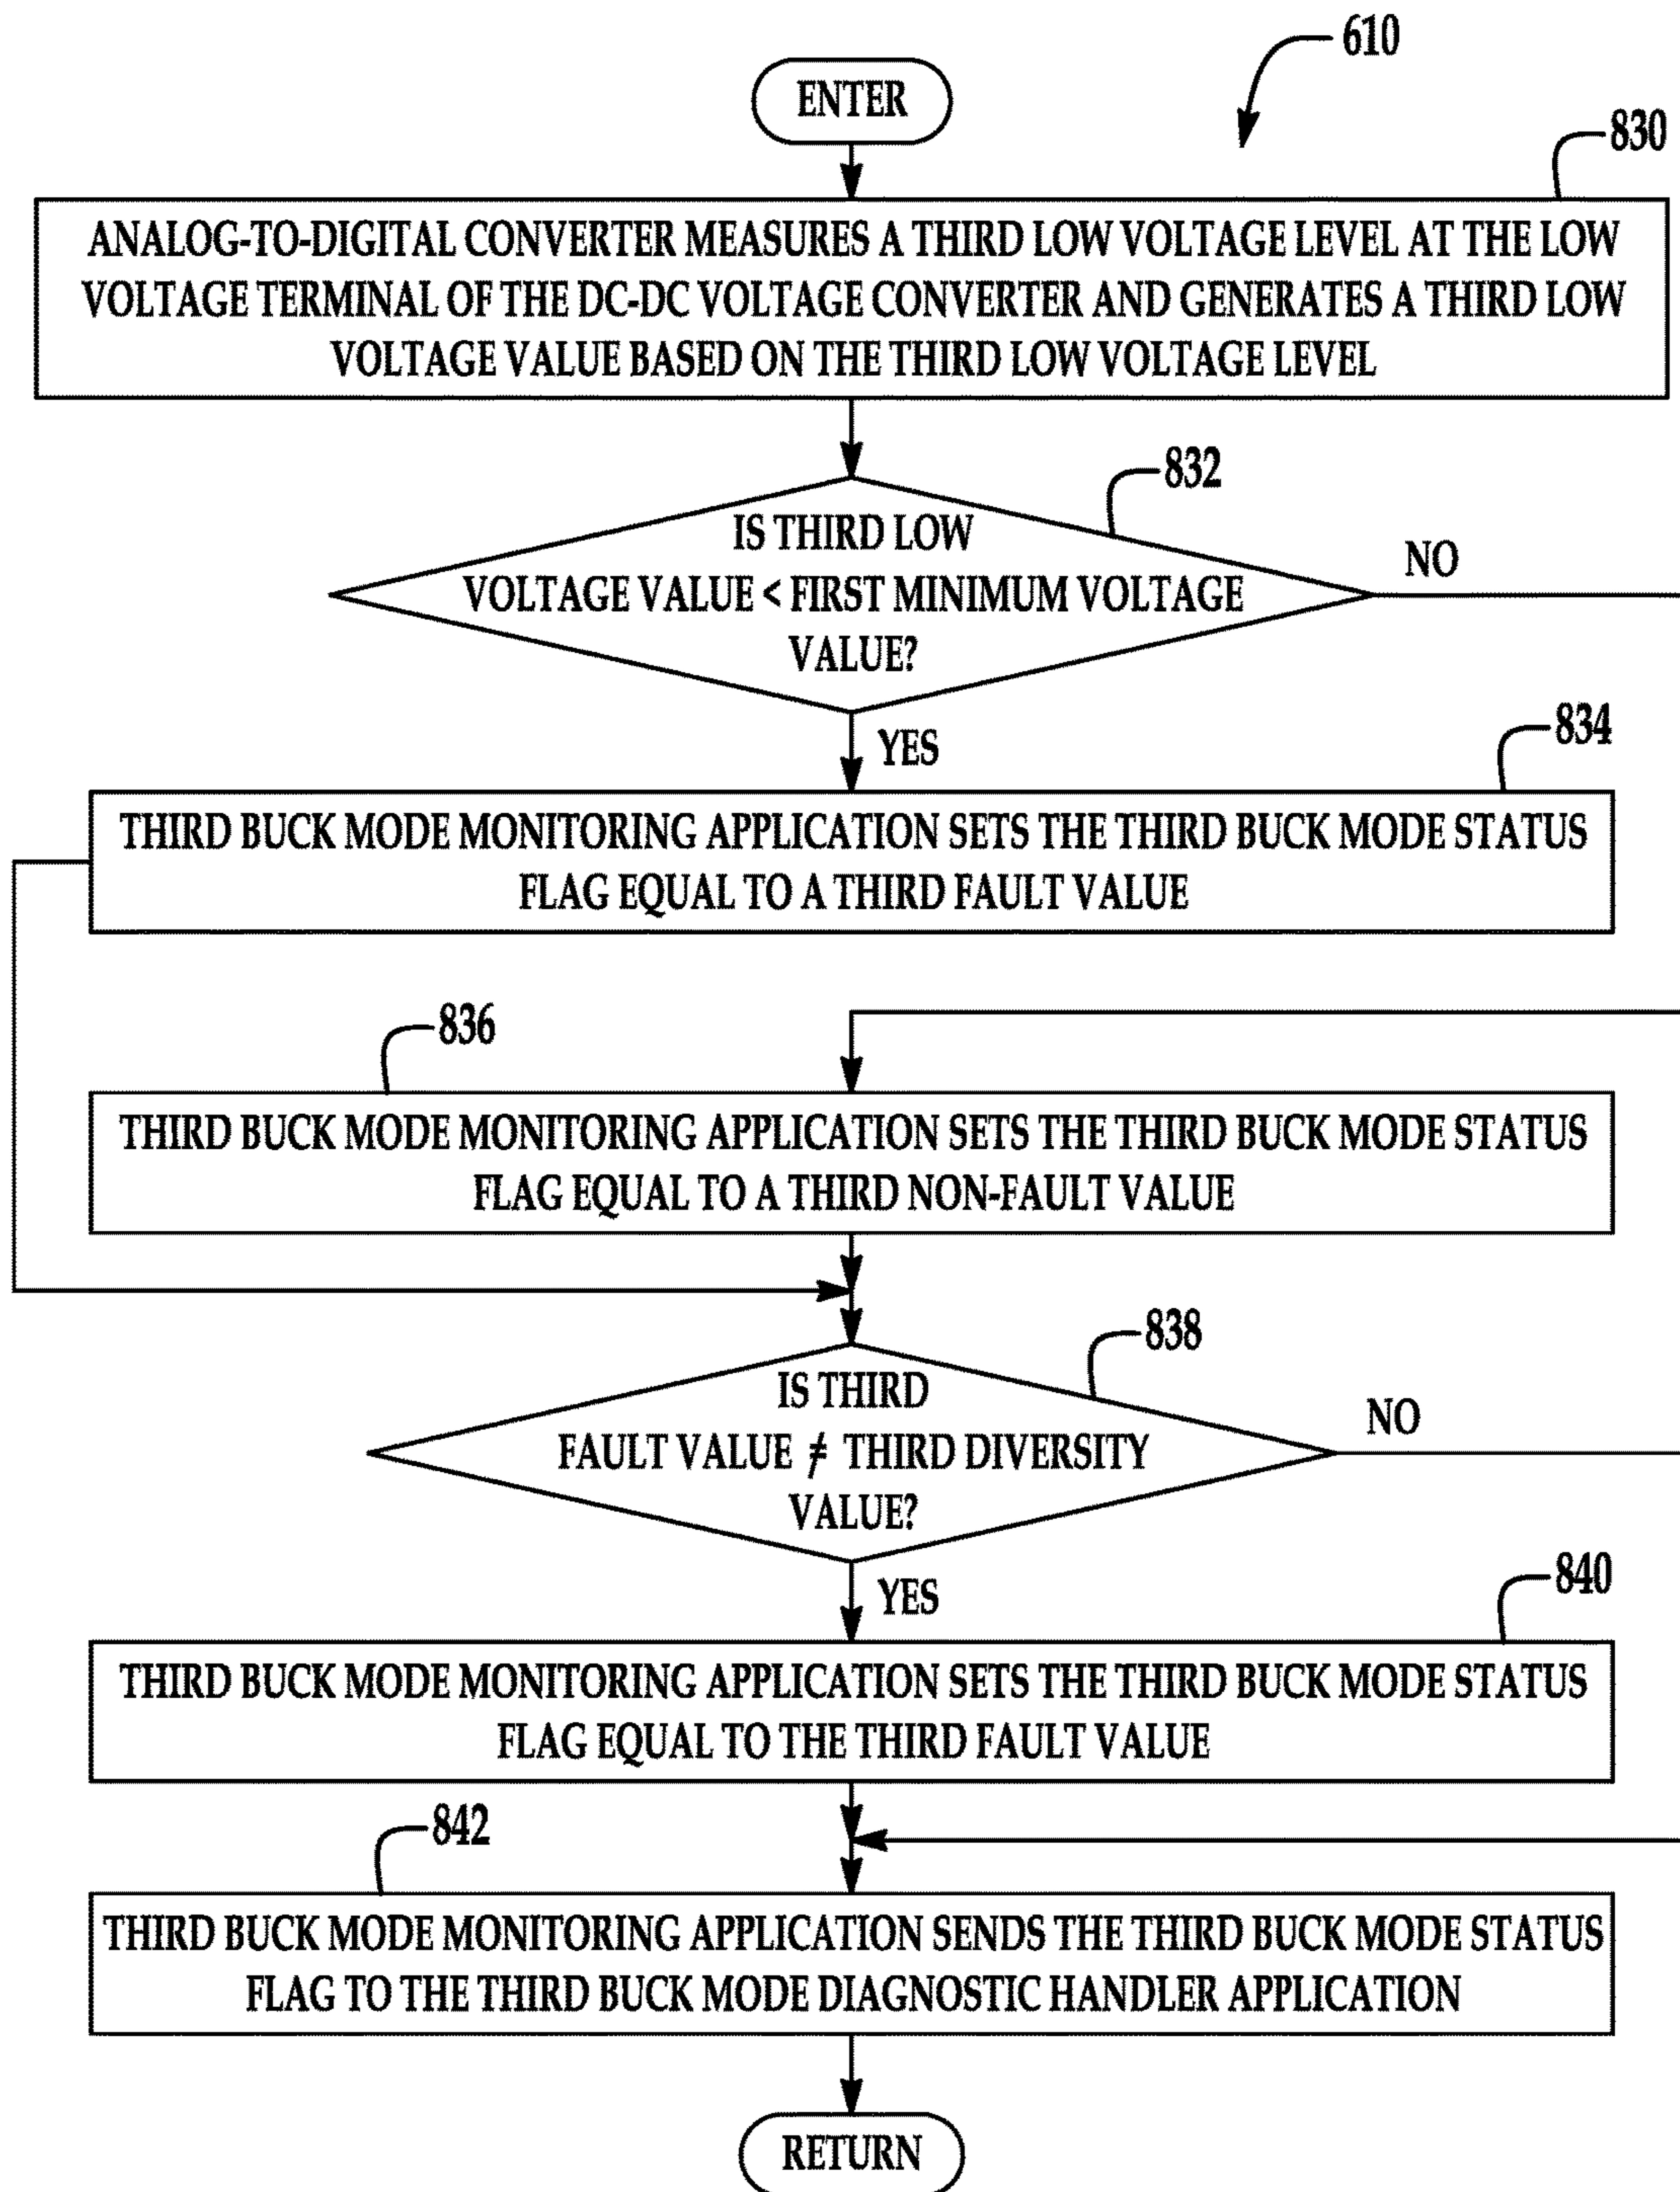 610
ENTER
830
ANALOG-TO-DIGITAL CONVERTER MEASURES A THIRD LOW VOLTAGE LEVEL AT THE LOW
VOLTAGE TERMINAL OF THE DC-DC VOLTAGE CONVERTER AND GENERATES A THIRD LOW
VOLTAGE VALUE BASED ON THE THIRD LOW VOLTAGE LEVEL
832
IS THIRD LOW
VOLTAGE VALUE < FIRST MINIMUM VOLTAGE
VALUE?
NO
YES
834
THIRD BUCK MODE MONITORING APPLICATION SETS THE THIRD BUCK MODE STATUS
FLAG EQUAL TO A THIRD FAULT VALUE
836
THIRD BUCK MODE MONITORING APPLICATION SETS THE THIRD BUCK MODE STATUS
FLAG EQUAL TO A THIRD NON-FAULT VALUE
838
IS THIRD
FAULT VALUE ≠ THIRD DIVERSITY
VALUE?
NO
YES
840
THIRD BUCK MODE MONITORING APPLICATION SETS THE THIRD BUCK MODE STATUS
FLAG EQUAL TO THE THIRD FAULT VALUE
842
THIRD BUCK MODE MONITORING APPLICATION SENDS THE THIRD BUCK MODE STATUS
FLAG TO THE THIRD BUCK MODE DIAGNOSTIC HANDLER APPLICATION
RETURN